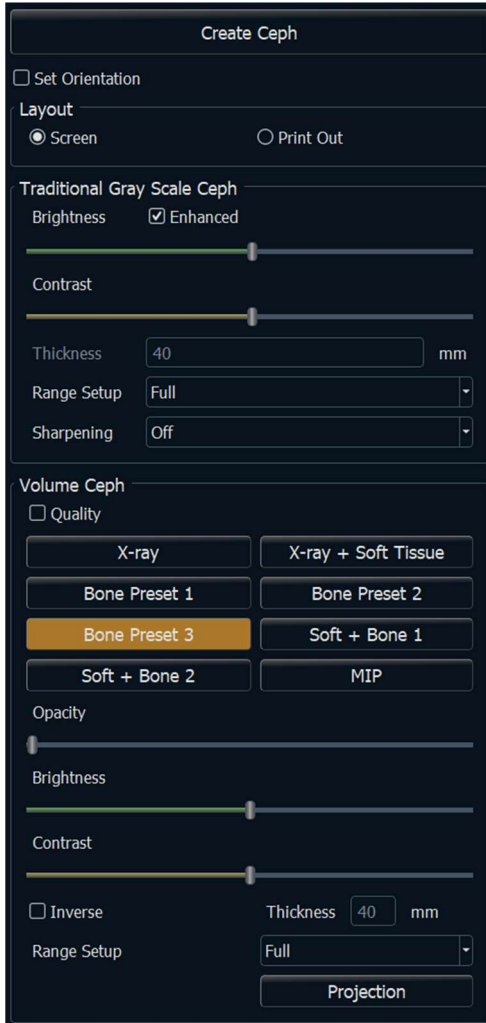 Create Ceph
Set Orientation
Layout
Screen Print Out
Traditional Gray Scale Ceph
Brightness Enhanced
Contrast
Thickness 40 mm
Range Setup Full
Sharpening Off
Volume Ceph
Quality
X-ray X-ray + Soft Tissue
Bone Preset 1 Bone Preset 2
Bone Preset 3 Soft + Bone 1
Soft + Bone 2 MIP
Opacity
Brightness
Contrast
Inverse Thickness 40 mm
Range Setup Full
Projection